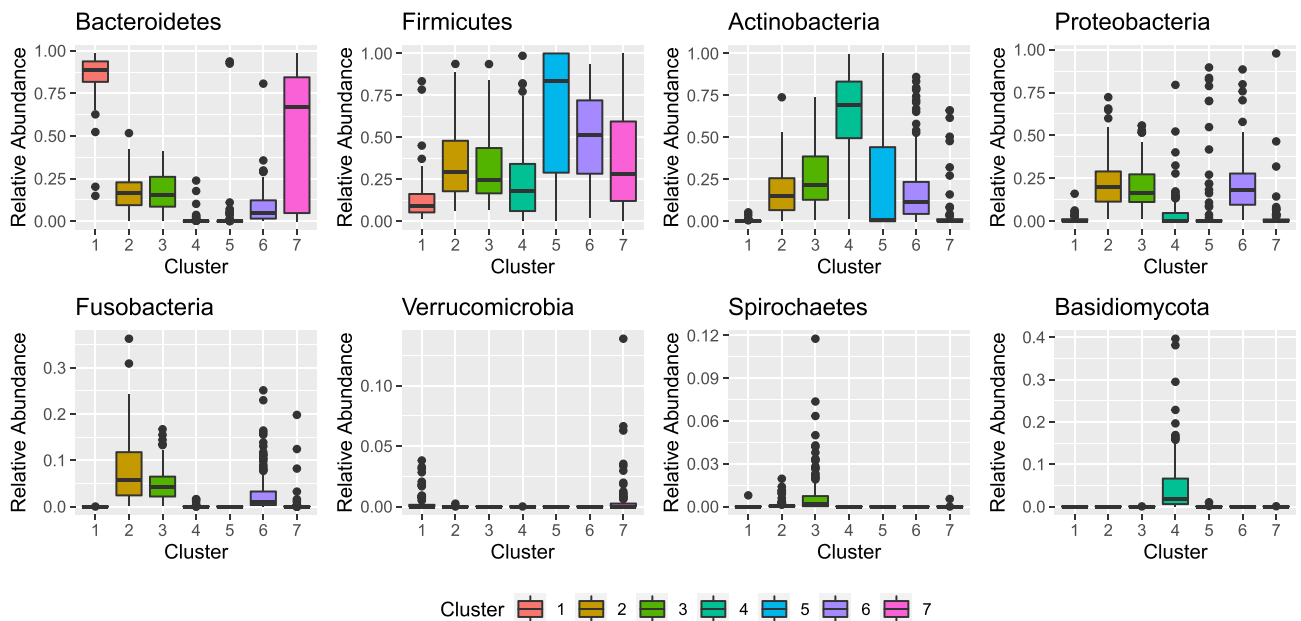 Bacteroidetes
Relative Abundance
1.00
0.75
0.50
0.25
0.00
1 2 3 4 5 6 7
Cluster
Firmicutes
Relative Abundance
1.00
0.75
0.50
0.25
0.00
1 2 3 4 5 6 7
Cluster
Actinobacteria
Relative Abundance
1.00
0.75
0.50
0.25
0.00
1 2 3 4 5 6 7
Cluster
Proteobacteria
Relative Abundance
1.00
0.75
0.50
0.25
0.00
1 2 3 4 5 6 7
Cluster
Fusobacteria
Relative Abundance
0.3
0.2
0.1
0.0
1 2 3 4 5 6 7
Cluster
Verrucomicrobia
Relative Abundance
0.10
0.05
0.00
1 2 3 4 5 6 7
Cluster
Spirochaetes
Relative Abundance
0.12
0.09
0.06
0.03
0.00
1 2 3 4 5 6 7
Cluster
Basidiomycota
Relative Abundance
0.4
0.3
0.2
0.1
0.0
1 2 3 4 5 6 7
Cluster
Cluster 1 2 3 4 5 6 7